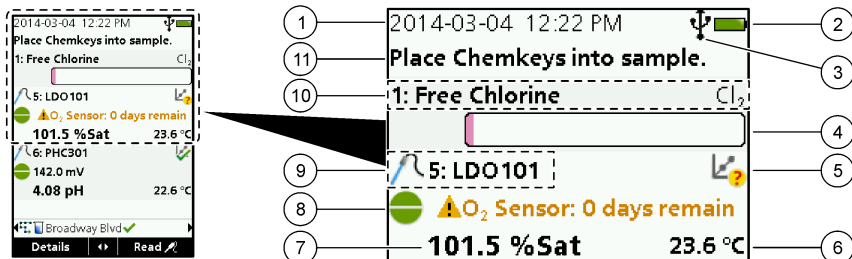 2014-03-04 12:22 PM
Place Chemkeys into sample.
1: Free Chlorine Cl₂
5: LDO101
?
O₂ Sensor: 0 days remain
101.5 %Sat 23.6 °C
6: PHC301
142.0 mV
4.08 pH 22.6 °C
Broadway Blvd
Details Read
1
11
10
9
8
7
2014-03-04 12:22 PM
Place Chemkeys into sample.
1: Free Chlorine Cl₂
5: LDO101
?
O₂ Sensor: 0 days remain
101.5 %Sat 23.6 °C
2
3
4
5
6